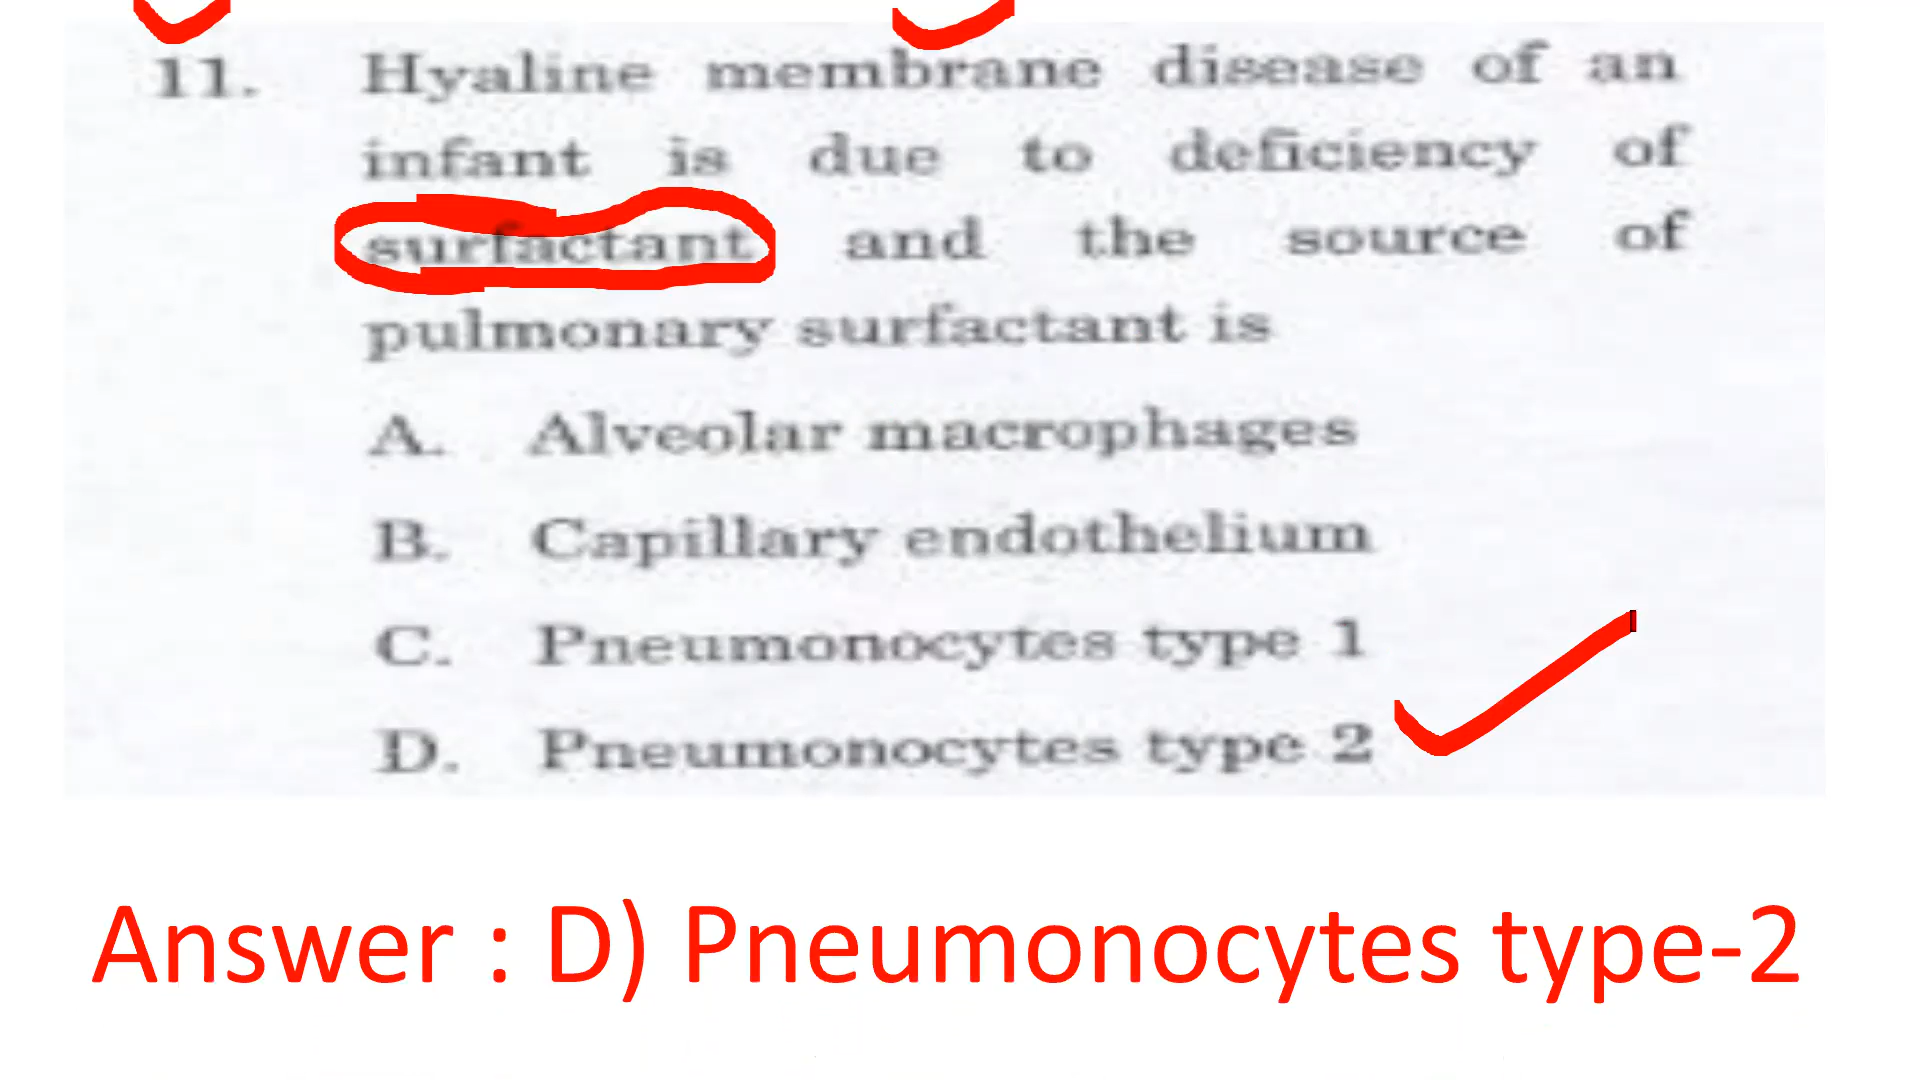 11. Hyaline membrane disease of an
infant is due to deficiency of
surfactant and the source of
pulmonary surfactant is
A. Alveolar macrophages
B. Capillary endothelium
C. Pneumonocytes type 1
D. Pneumonocytes type 2
Answer : D) Pneumonocytes type-2